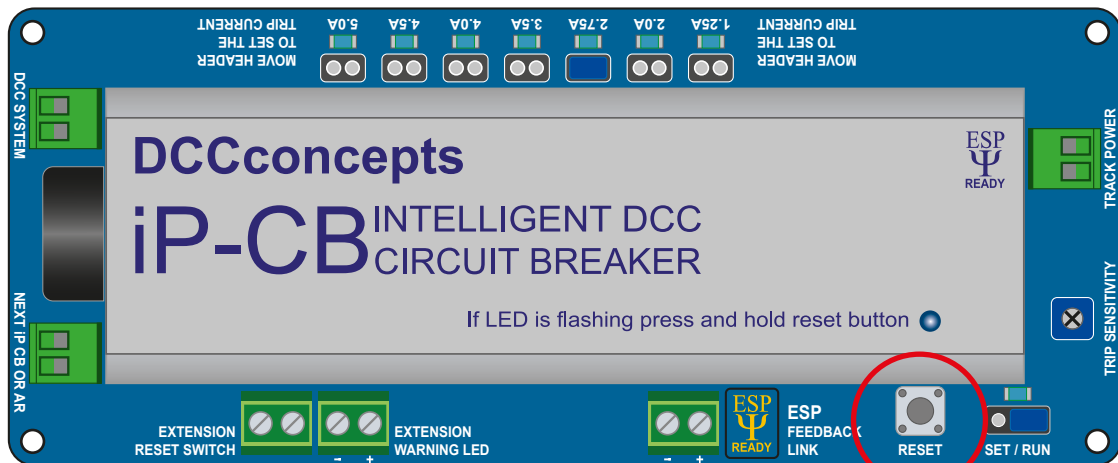 TRIP CURRENT
TO SET THE
MOVE HEADER
5.0A
4.5A
4.0A
3.5A
2.75A
2.0A
1.25A
TRIP CURRENT
TO SET THE
MOVE HEADER
DCC SYSTEM
DCCconcepts
ESP
Ψ
READY
TRACK POWER
iP-CB
INTELLIGENT DCC
CIRCUIT BREAKER
If LED is flashing press and hold reset button
TRIP SENSITIVITY
NEXT iP CB OR AR
EXTENSION
RESET SWITCH
- +
EXTENSION
WARNING LED
- +
ESP
Ψ
READY
ESP
FEEDBACK
LINK
RESET
SET / RUN